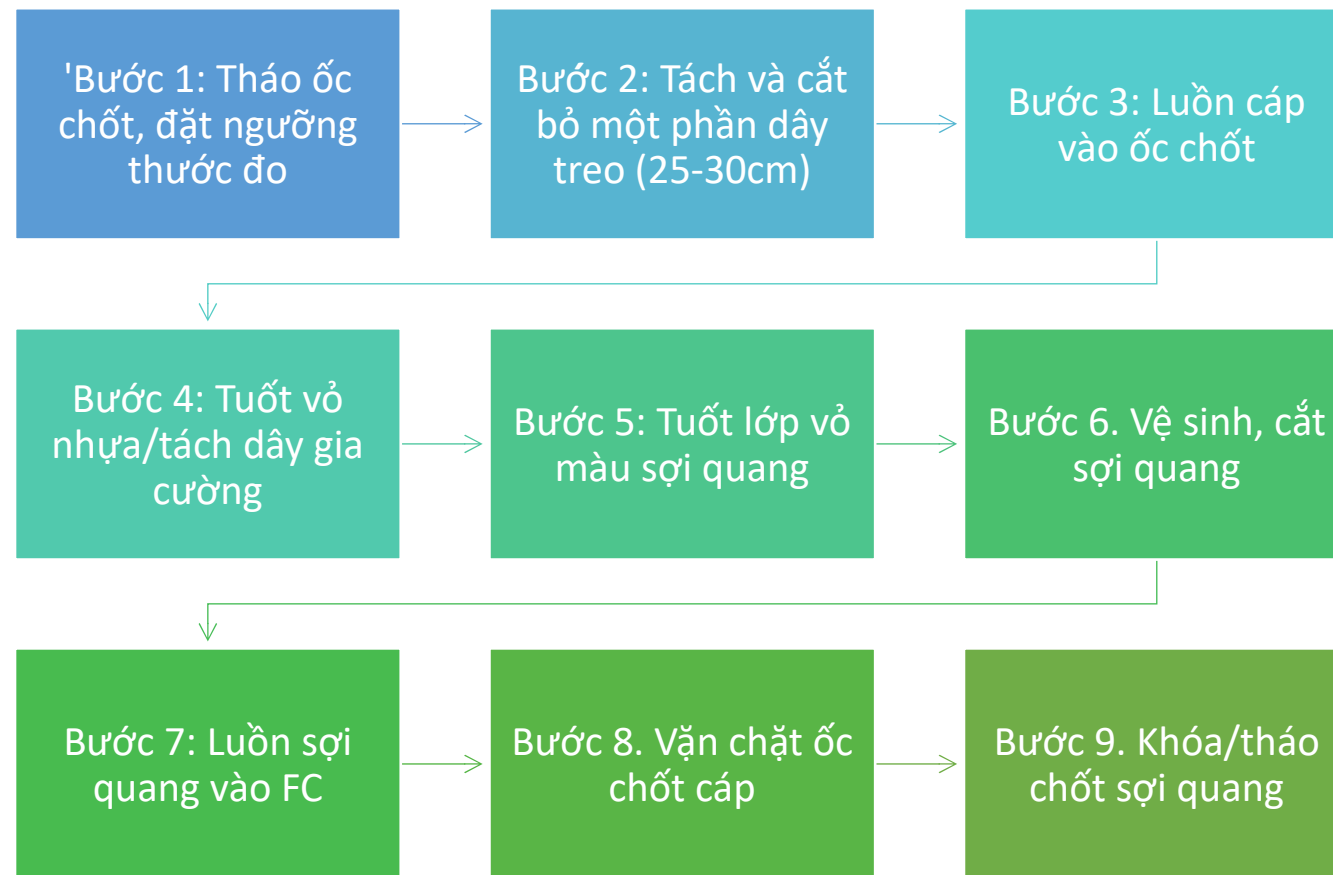 'Bước 1: Tháo ốc
chốt, đặt ngưỡng
thước đo
Bước 2: Tách và cắt
bỏ một phần dây
treo (25-30cm)
Bước 3: Luồn cáp
vào ốc chốt
Bước 4: Tuốt vỏ
nhựa/tách dây gia
cường
Bước 5: Tuốt lớp vỏ
màu sợi quang
Bước 6. Vệ sinh, cắt
sợi quang
Bước 7: Luồn sợi
quang vào FC
Bước 8. Vặn chặt ốc
chốt cáp
Bước 9. Khóa/tháo
chốt sợi quang